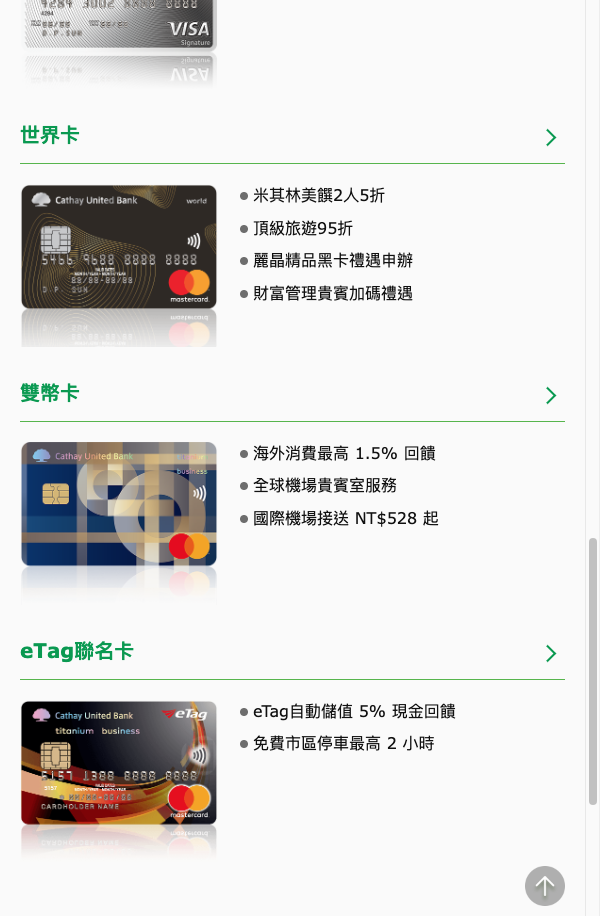 VISA
Signature
世界卡
Cathay United Bank
world
5466 9688 8888 8888
D.P. SUN
mastercard
米其林美饌2人5折
頂級旅遊95折
麗晶精品黑卡禮遇申辦
財富管理貴賓加碼禮遇
雙幣卡
Cathay United Bank
business
海外消費最高 1.5% 回饋
全球機場貴賓室服務
國際機場接送 NT$528 起
eTag聯名卡
Cathay United Bank
eTag
titanium business
CARDHOLDER NAME
mastercard
eTag自動儲值 5% 現金回饋
免費市區停車最高 2 小時